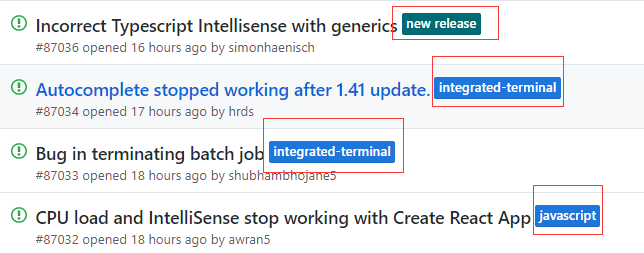 Incorrect Typescript Intellisense with generics new release
#87036 opened 16 hours ago by simonhaenisch
Autocomplete stopped working after 1.41 update. integrated-terminal
#87034 opened 17 hours ago by hrds
Bug in terminating batch job integrated-terminal
#87033 opened 18 hours ago by shubhambhojane5
CPU load and IntelliSense stop working with Create React App javascript
#87032 opened 18 hours ago by awran5